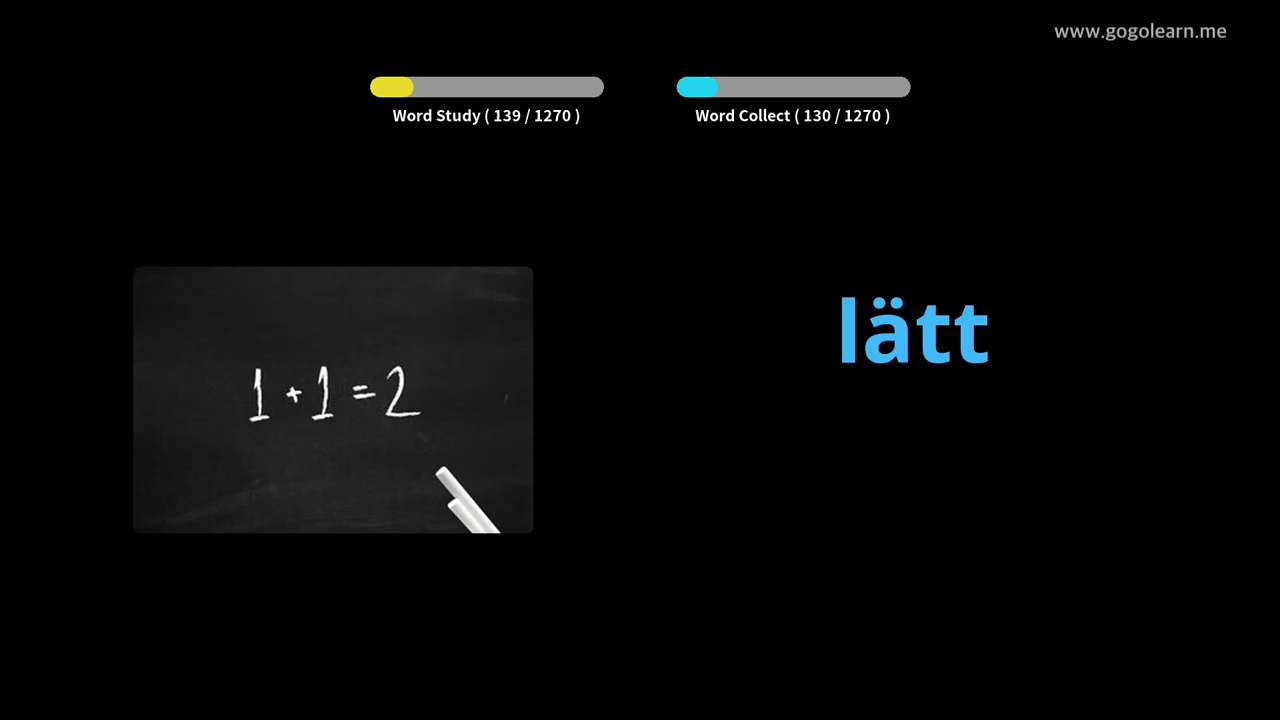 www.gogolearn.me
Word Study ( 139 / 1270 )
Word Collect ( 130 / 1270 )
lätt
1 + 1 = 2